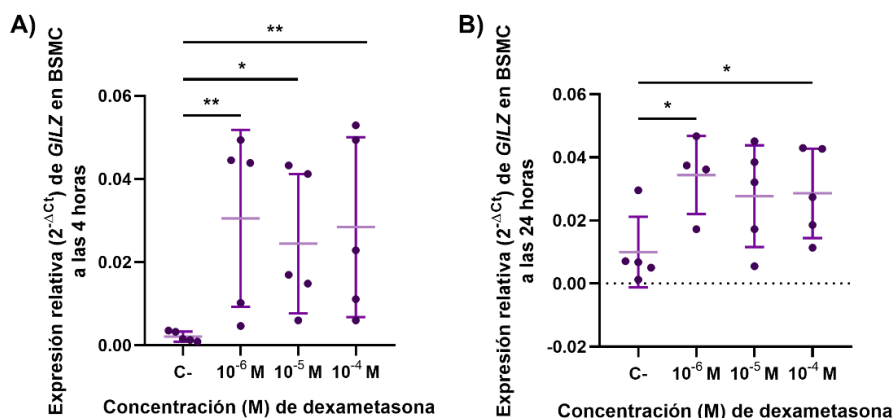 A)
Expresión relativa (2^-ΔCt) de GILZ en BSMC
a las 4 horas
**
*
**
0.06
0.04
0.02
0.00
C- 10^-6 M 10^-5 M 10^-4 M
Concentración (M) de dexametasona
B)
Expresión relativa (2^-ΔCt) de GILZ en BSMC
a las 24 horas
*
*
0.06
0.04
0.02
0.00
-0.02
C- 10^-6 M 10^-5 M 10^-4 M
Concentración (M) de dexametasona